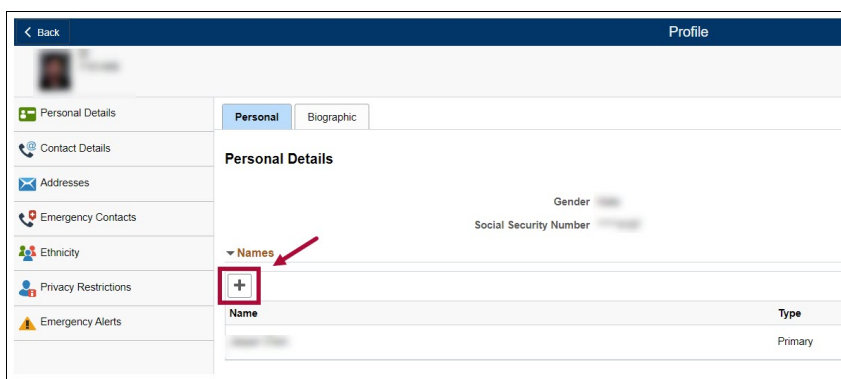 Back
Profile
Personal Details
Contact Details
Addresses
Emergency Contacts
Ethnicity
Privacy Restrictions
Emergency Alerts
Personal Biographic
Personal Details
Gender
Social Security Number
Names
+
Name Type
Primary